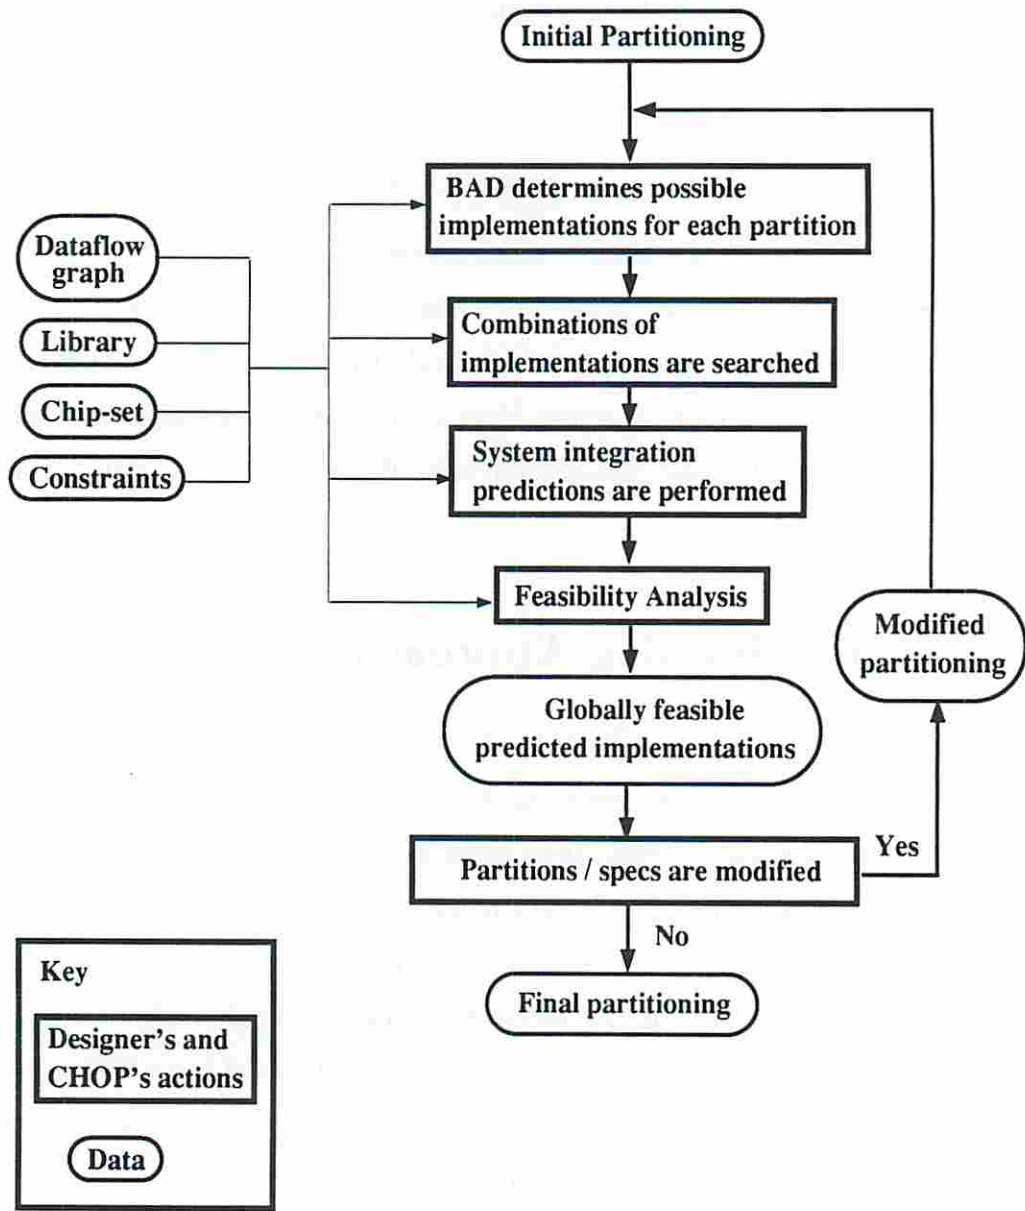 Initial Partitioning
BAD determines possible
implementations for each partition
Dataflow
graph
Library
Chip-set
Constraints
Combinations of
implementations are searched
System integration
predictions are performed
Feasibility Analysis
Modified
partitioning
Globally feasible
predicted implementations
Partitions / specs are modified
Yes
No
Final partitioning
Key
Designer's and
CHOP's actions
Data